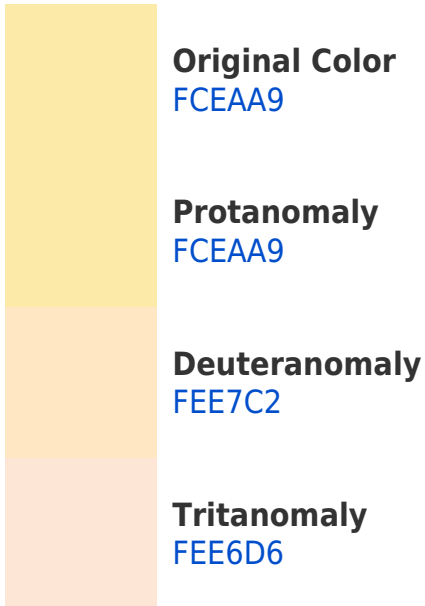 Original Color
FCEAA9
Protanomaly
FCEAA9
Deuteranomaly
FEE7C2
Tritanomaly
FEE6D6